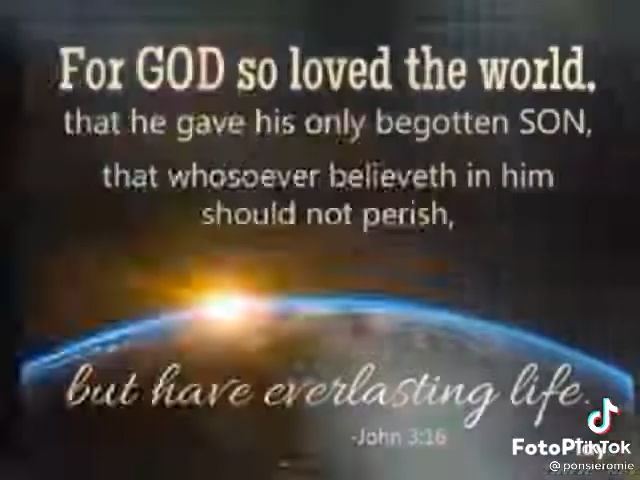 For GOD so loved the world,
that he gave his only begotten SON,
that whosoever believeth in him
should not perish,
but have everlasting life.
-John 3:16
TikTok
@ponsieromie